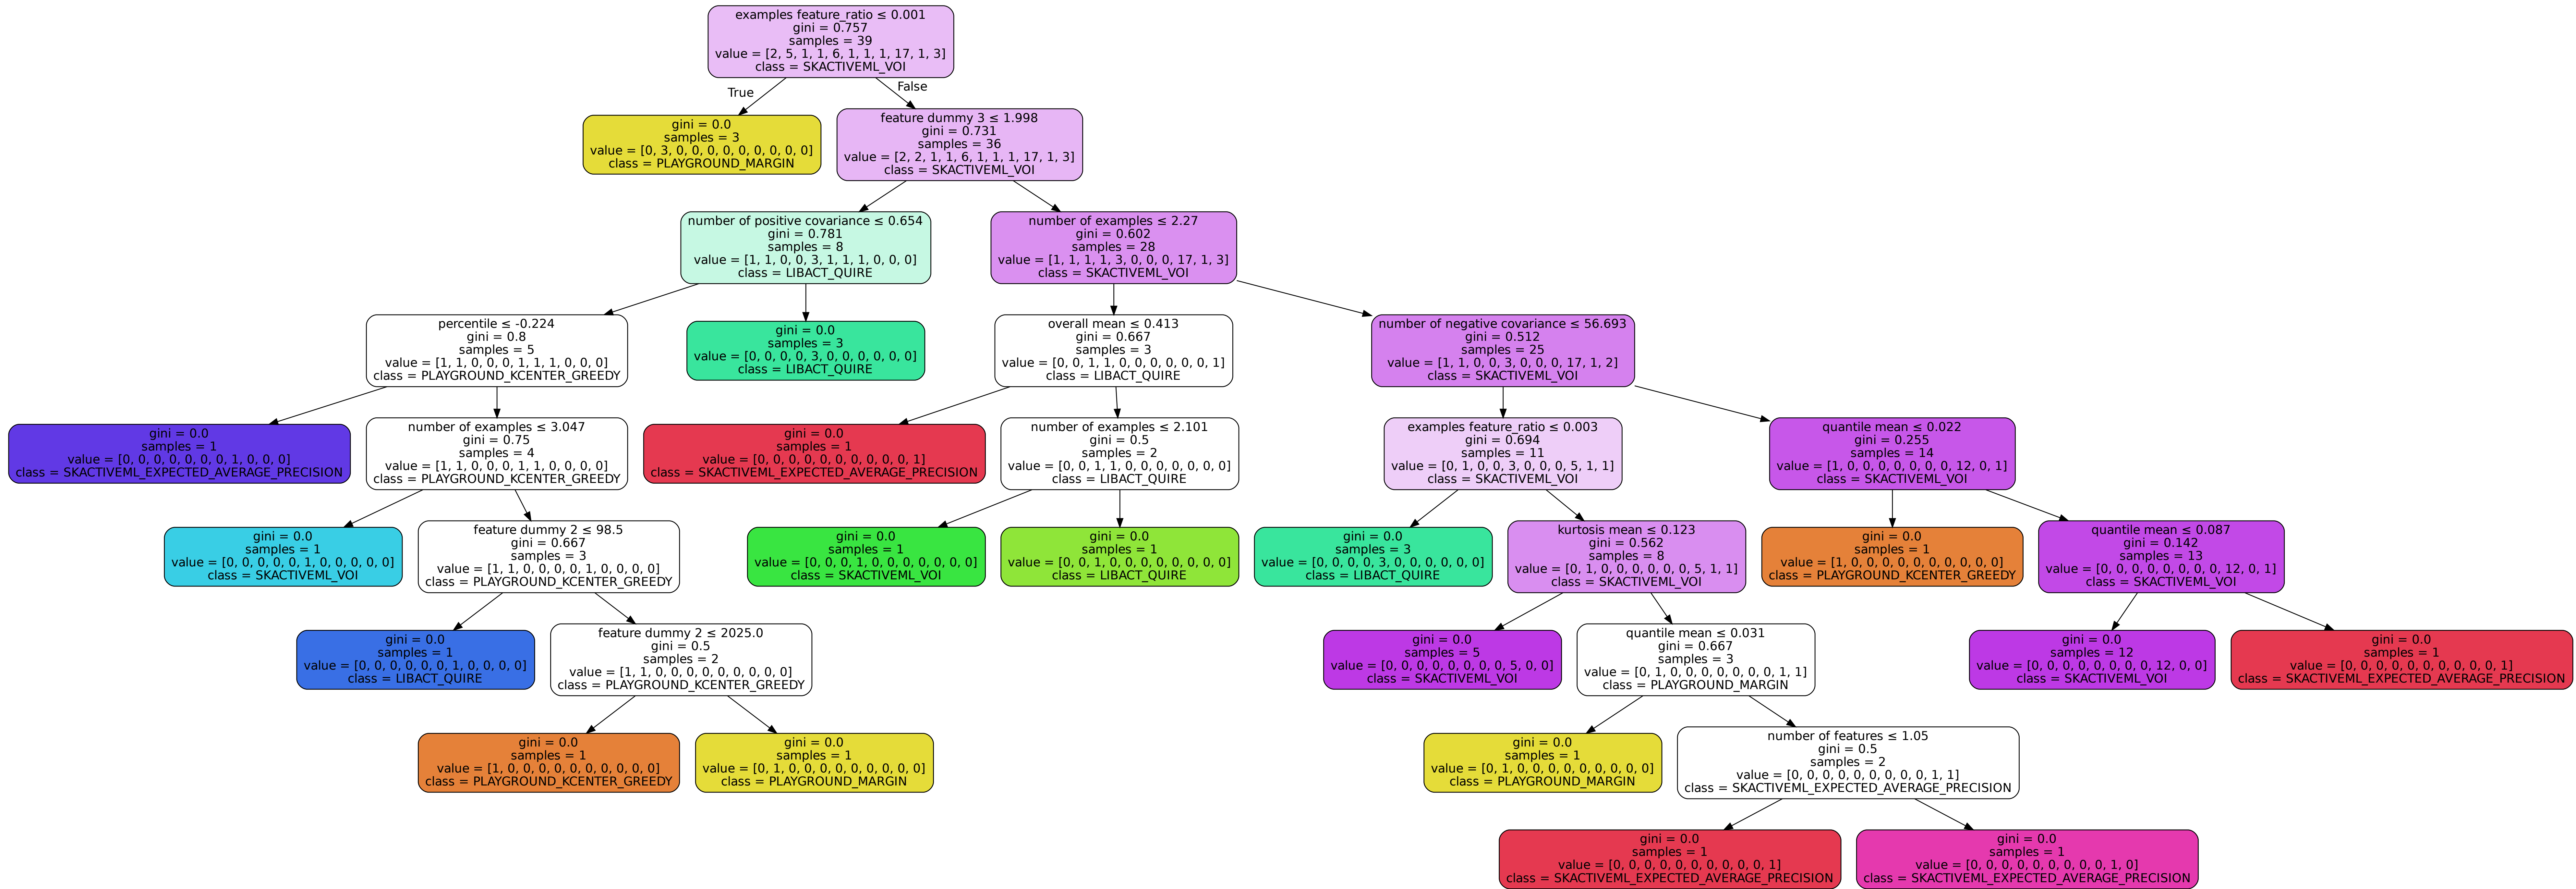 examples feature_ratio ≤ 0.001
gini = 0.757
samples = 39
value = [2, 5, 1, 1, 6, 1, 1, 1, 17, 1, 3]
class = SKACTIVEML_VOI
True
False
gini = 0.0
samples = 3
value = [0, 3, 0, 0, 0, 0, 0, 0, 0, 0, 0]
class = PLAYGROUND_MARGIN
feature dummy 3 ≤ 1.998
gini = 0.731
samples = 36
value = [2, 2, 1, 1, 6, 1, 1, 1, 17, 1, 3]
class = SKACTIVEML_VOI
number of positive covariance ≤ 0.654
gini = 0.781
samples = 8
value = [1, 1, 0, 0, 3, 1, 1, 1, 0, 0, 0]
class = LIBACT_QUIRE
number of examples ≤ 2.27
gini = 0.602
samples = 28
value = [1, 1, 1, 1, 3, 0, 0, 0, 17, 1, 3]
class = SKACTIVEML_VOI
percentile ≤ -0.224
gini = 0.8
samples = 5
value = [1, 1, 0, 0, 0, 1, 1, 1, 0, 0, 0]
class = PLAYGROUND_KCENTER_GREEDY
gini = 0.0
samples = 3
value = [0, 0, 0, 0, 3, 0, 0, 0, 0, 0, 0]
class = LIBACT_QUIRE
overall mean ≤ 0.413
gini = 0.667
samples = 3
value = [0, 0, 1, 1, 0, 0, 0, 0, 0, 0, 1]
class = LIBACT_QUIRE
number of negative covariance ≤ 56.693
gini = 0.512
samples = 25
value = [1, 1, 0, 0, 3, 0, 0, 0, 17, 1, 2]
class = SKACTIVEML_VOI
gini = 0.0
samples = 1
value = [0, 0, 0, 0, 0, 0, 0, 1, 0, 0, 0]
class = SKACTIVEML_EXPECTED_AVERAGE_PRECISION
number of examples ≤ 3.047
gini = 0.75
samples = 4
value = [1, 1, 0, 0, 0, 1, 1, 0, 0, 0, 0]
class = PLAYGROUND_KCENTER_GREEDY
gini = 0.0
samples = 1
value = [0, 0, 0, 0, 0, 0, 0, 0, 0, 0, 1]
class = SKACTIVEML_EXPECTED_AVERAGE_PRECISION
number of examples ≤ 2.101
gini = 0.5
samples = 2
value = [0, 0, 1, 1, 0, 0, 0, 0, 0, 0, 0]
class = LIBACT_QUIRE
examples feature_ratio ≤ 0.003
gini = 0.694
samples = 11
value = [0, 1, 0, 0, 3, 0, 0, 0, 5, 1, 1]
class = SKACTIVEML_VOI
quantile mean ≤ 0.022
gini = 0.255
samples = 14
value = [1, 0, 0, 0, 0, 0, 0, 0, 12, 0, 1]
class = SKACTIVEML_VOI
gini = 0.0
samples = 1
value = [0, 0, 0, 0, 0, 1, 0, 0, 0, 0, 0]
class = SKACTIVEML_VOI
feature dummy 2 ≤ 98.5
gini = 0.667
samples = 3
value = [1, 1, 0, 0, 0, 0, 1, 0, 0, 0, 0]
class = PLAYGROUND_KCENTER_GREEDY
gini = 0.0
samples = 1
value = [0, 0, 0, 1, 0, 0, 0, 0, 0, 0, 0]
class = SKACTIVEML_VOI
gini = 0.0
samples = 1
value = [0, 0, 1, 0, 0, 0, 0, 0, 0, 0, 0]
class = LIBACT_QUIRE
gini = 0.0
samples = 3
value = [0, 0, 0, 0, 3, 0, 0, 0, 0, 0, 0]
class = LIBACT_QUIRE
kurtosis mean ≤ 0.123
gini = 0.562
samples = 8
value = [0, 1, 0, 0, 0, 0, 0, 0, 5, 1, 1]
class = SKACTIVEML_VOI
gini = 0.0
samples = 1
value = [1, 0, 0, 0, 0, 0, 0, 0, 0, 0, 0]
class = PLAYGROUND_KCENTER_GREEDY
quantile mean ≤ 0.087
gini = 0.142
samples = 13
value = [0, 0, 0, 0, 0, 0, 0, 0, 12, 0, 1]
class = SKACTIVEML_VOI
gini = 0.0
samples = 1
value = [0, 0, 0, 0, 0, 0, 1, 0, 0, 0, 0]
class = LIBACT_QUIRE
feature dummy 2 ≤ 2025.0
gini = 0.5
samples = 2
value = [1, 1, 0, 0, 0, 0, 0, 0, 0, 0, 0]
class = PLAYGROUND_KCENTER_GREEDY
gini = 0.0
samples = 5
value = [0, 0, 0, 0, 0, 0, 0, 0, 5, 0, 0]
class = SKACTIVEML_VOI
quantile mean ≤ 0.031
gini = 0.667
samples = 3
value = [0, 1, 0, 0, 0, 0, 0, 0, 0, 1, 1]
class = PLAYGROUND_MARGIN
gini = 0.0
samples = 12
value = [0, 0, 0, 0, 0, 0, 0, 0, 12, 0, 0]
class = SKACTIVEML_VOI
gini = 0.0
samples = 1
value = [0, 0, 0, 0, 0, 0, 0, 0, 0, 0, 1]
class = SKACTIVEML_EXPECTED_AVERAGE_PRECISION
gini = 0.0
samples = 1
value = [1, 0, 0, 0, 0, 0, 0, 0, 0, 0, 0]
class = PLAYGROUND_KCENTER_GREEDY
gini = 0.0
samples = 1
value = [0, 1, 0, 0, 0, 0, 0, 0, 0, 0, 0]
class = PLAYGROUND_MARGIN
gini = 0.0
samples = 1
value = [0, 1, 0, 0, 0, 0, 0, 0, 0, 0, 0]
class = PLAYGROUND_MARGIN
number of features ≤ 1.05
gini = 0.5
samples = 2
value = [0, 0, 0, 0, 0, 0, 0, 0, 0, 1, 1]
class = SKACTIVEML_EXPECTED_AVERAGE_PRECISION
gini = 0.0
samples = 1
value = [0, 0, 0, 0, 0, 0, 0, 0, 0, 0, 1]
class = SKACTIVEML_EXPECTED_AVERAGE_PRECISION
gini = 0.0
samples = 1
value = [0, 0, 0, 0, 0, 0, 0, 0, 0, 1, 0]
class = SKACTIVEML_EXPECTED_AVERAGE_PRECISION